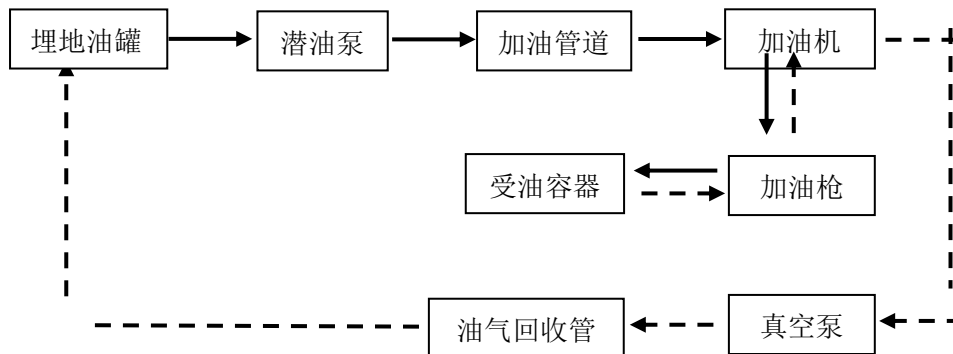 埋地油罐
潜油泵
加油管道
加油机
受油容器
加油枪
油气回收管
真空泵